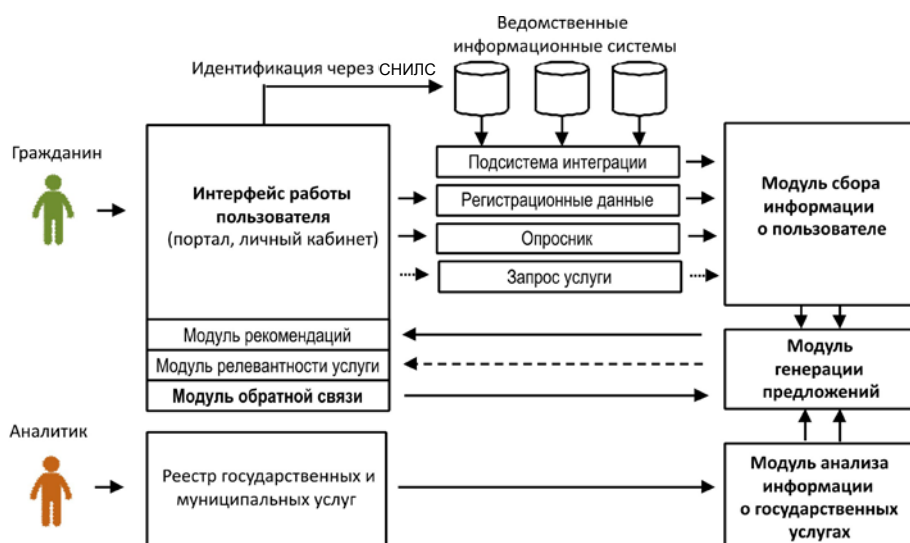 Ведомственные
информационные системы
Идентификация через СНИЛС
Гражданин
Интерфейс работы
пользователя
(портал, личный кабинет)
Подсистема интеграции
Регистрационные данные
Опросник
Запрос услуги
Модуль сбора
информации
о пользователе
Модуль рекомендаций
Модуль релевантности услуги
Модуль обратной связи
Модуль
генерации
предложений
Аналитик
Реестр государственных и
муниципальных услуг
Модуль анализа
информации
о государственных
услугах